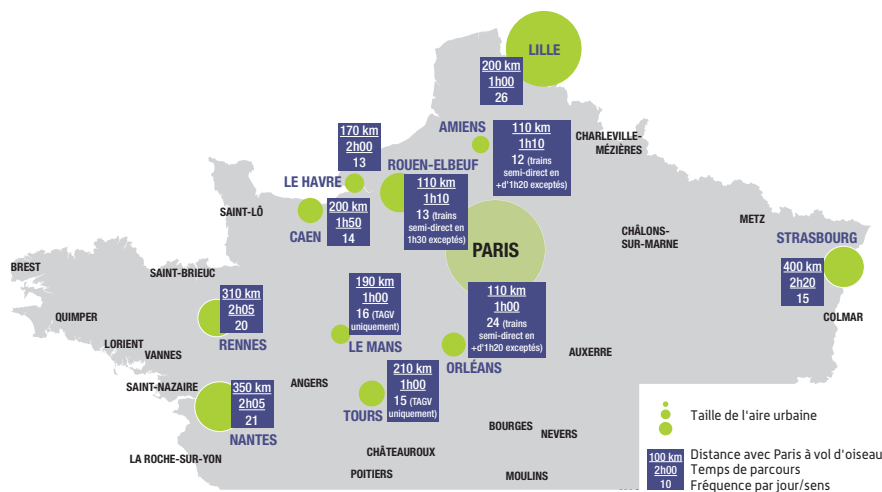 LILLE
200 km
1h00
26
AMIENS
110 km
1h10
12 (trains
semi-direct en
+d'1h20 exceptés)
CHARLEVILLE-
MÉZIÈRES
170 km
2h00
13
ROUEN-ELBEUF
LE HAVRE
110 km
1h10
13 (trains
semi-direct en
1h30 exceptés)
SAINT-LÔ
200 km
1h50
14
CAEN
PARIS
METZ
CHÂLONS-
SUR-MARNE
STRASBOURG
400 km
2h20
15
COLMAR
BREST
SAINT-BRIEUC
QUIMPER
310 km
2h05
20
RENNES
LORIENT
VANNES
190 km
1h00
16 (TAGV
uniquement)
LE MANS
110 km
1h00
24 (trains
semi-direct en
+d'1h20 exceptés)
ORLÉANS
AUXERRE
SAINT-NAZAIRE
350 km
2h05
21
NANTES
ANGERS
210 km
1h00
15 (TAGV
uniquement)
TOURS
BOURGES
NEVERS
CHÂTEAUROUX
LA ROCHE-SUR-YON
POITIERS
MOULINS
Taille de l'aire urbaine
100 km Distance avec Paris à vol d'oiseau
2h00 Temps de parcours
10 Fréquence par jour/sens